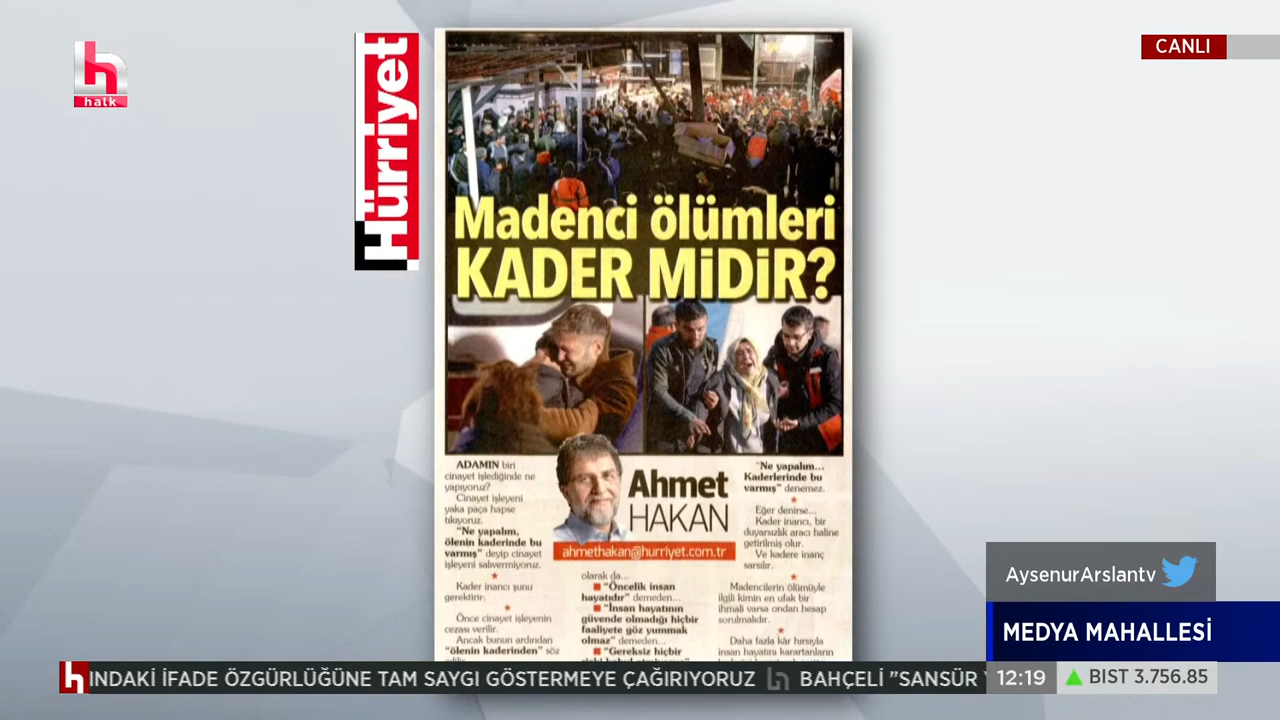 h
halk
CANLI
Hürriyet
Madenci ölümleri
KADER MİDİR?
ADAMIN biri
cinayet işlediğinde ne
yapıyoruz?
Cinayet işleyeni
yaka paça hapse
tıkıyoruz.
"Ne yapalım,
ölenin kaderinde bu
varmış" deyip cinayet
işleyeni salıvermiyoruz.
Kader inancı şunu
gerektirir:
Önce cinayet işleyenin
cezası verilir.
Ancak bunun ardından
"ölenin kaderinden" söz
Ahmet
HAKAN
ahmethakan@hurriyet.com.tr
olarak da...
"Öncelik insan
hayatıdır" demeden...
"İnsan hayatının
güvende olmadığı hiçbir
faaliyete göz yummak
olmaz" demeden...
"Gereksiz hiçbir
"Ne yapalım...
Kaderlerinde bu
varmış" denemez.
Eğer denirse...
Kader inancı, bir
duyarsızlık aracı haline
getirilmiş olur.
Ve kadere inanç
sarsılır.
Madencilerin ölümüyle
ilgili kimin en ufak bir
ihmali varsa ondan hesap
sorulmalıdır.
Daha fazla kâr hırsıyla
insan hayatını karartanların
AysenurArslantv
MEDYA MAHALLESİ
h INDAKİ İFADE ÖZGÜRLÜĞÜNE TAM SAYGI GÖSTERMEYE ÇAĞIRIYORUZ h BAHÇELİ "SANSÜR 12:19 BIST 3.756.85